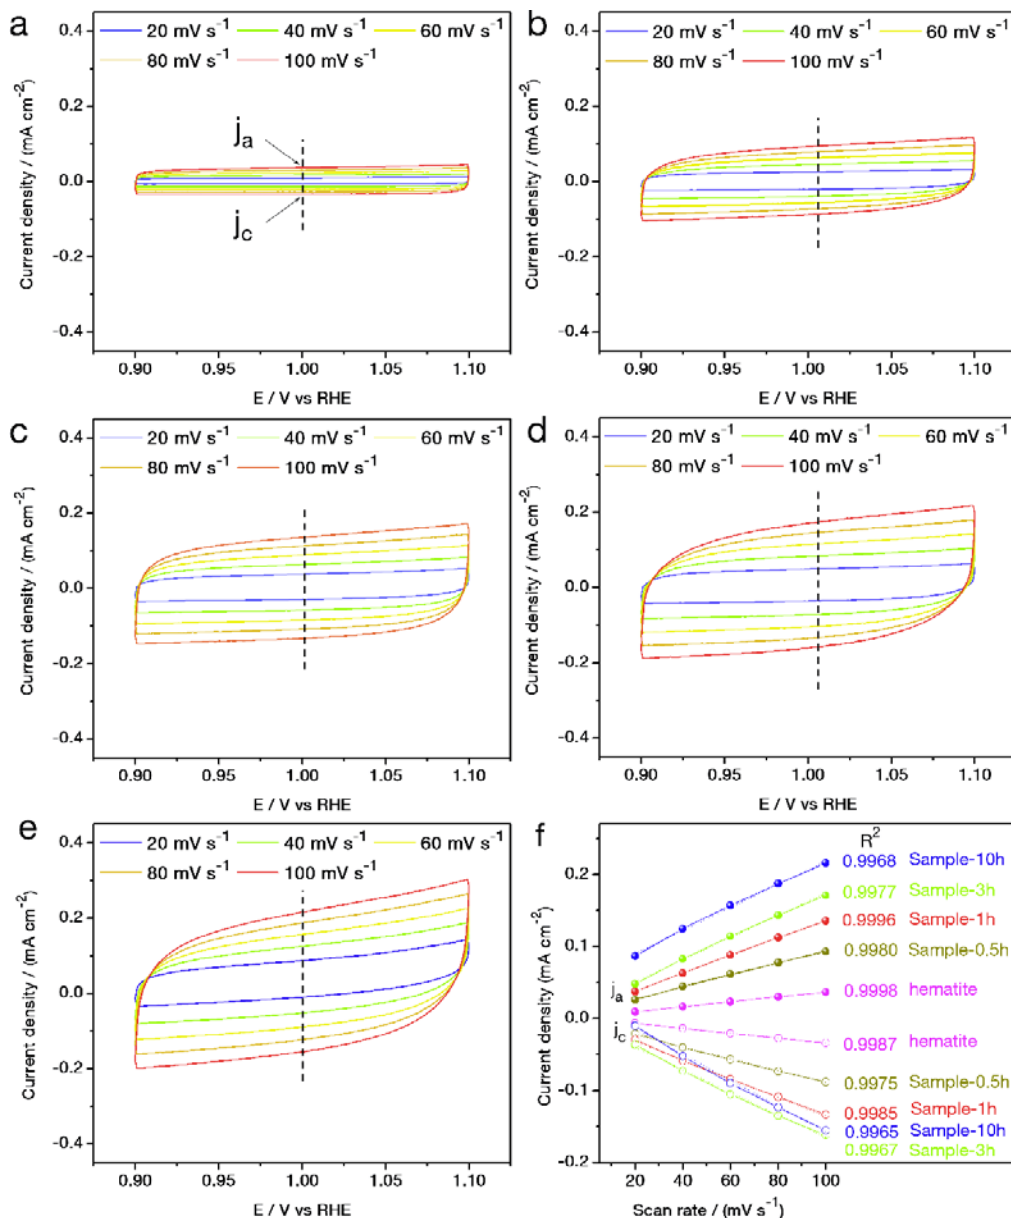 a
20 mV s⁻¹ 40 mV s⁻¹ 60 mV s⁻¹
80 mV s⁻¹ 100 mV s⁻¹
jₐ
j_c
Current density / (mA cm⁻²)
0.4
0.2
0.0
-0.2
-0.4
0.90 0.95 1.00 1.05 1.10
E / V vs RHE
b
20 mV s⁻¹ 40 mV s⁻¹ 60 mV s⁻¹
80 mV s⁻¹ 100 mV s⁻¹
Current density / (mA cm⁻²)
0.4
0.2
0.0
-0.2
-0.4
0.90 0.95 1.00 1.05 1.10
E / V vs RHE
c
20 mV s⁻¹ 40 mV s⁻¹ 60 mV s⁻¹
80 mV s⁻¹ 100 mV s⁻¹
Current density / (mA cm⁻²)
0.4
0.2
0.0
-0.2
-0.4
0.90 0.95 1.00 1.05 1.10
E / V vs RHE
d
20 mV s⁻¹ 40 mV s⁻¹ 60 mV s⁻¹
80 mV s⁻¹ 100 mV s⁻¹
Current density / (mA cm⁻²)
0.4
0.2
0.0
-0.2
-0.4
0.90 0.95 1.00 1.05 1.10
E / V vs RHE
e
20 mV s⁻¹ 40 mV s⁻¹ 60 mV s⁻¹
80 mV s⁻¹ 100 mV s⁻¹
Current density / (mA cm⁻²)
0.4
0.2
0.0
-0.2
-0.4
0.90 0.95 1.00 1.05 1.10
E / V vs RHE
f
R²
0.9968 Sample-10h
0.9977 Sample-3h
0.9996 Sample-1h
0.9980 Sample-0.5h
jₐ
0.9998 hematite
j_c
0.9987 hematite
0.9975 Sample-0.5h
0.9985 Sample-1h
0.9965 Sample-10h
0.9967 Sample-3h
Current density / (mA cm⁻²)
0.2
0.1
0.0
-0.1
-0.2
20 40 60 80 100
Scan rate / (mV s⁻¹)